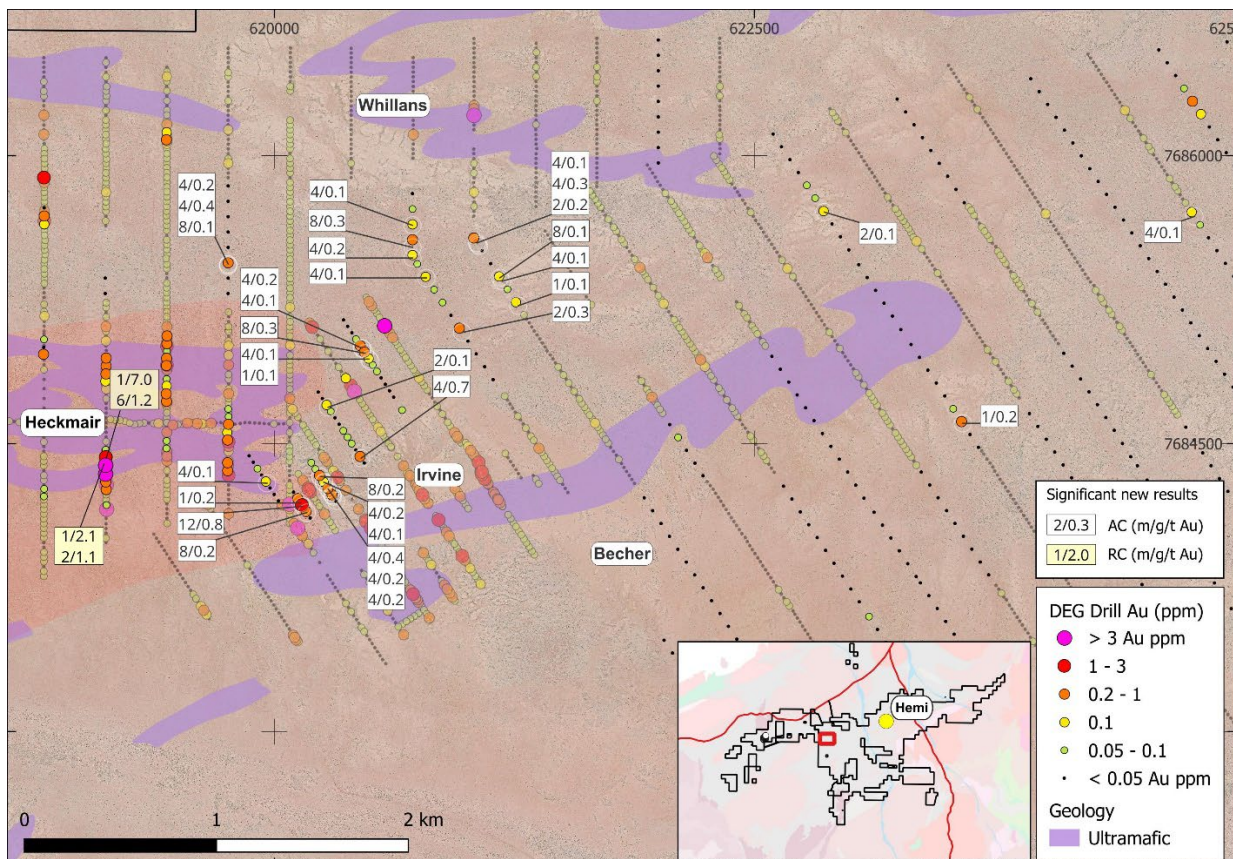 620000
622500
625
Whillans
4/0.1
4/0.3
2/0.2
4/0.2
4/0.4
8/0.1
4/0.1
8/0.3
4/0.2
4/0.1
8/0.1
4/0.1
1/0.1
2/0.3
7686000
2/0.1
4/0.1
4/0.2
4/0.1
8/0.3
4/0.1
1/0.1
2/0.1
4/0.7
1/7.0
6/1.2
Heckmair
1/0.2
7684500
4/0.1
1/0.2
12/0.8
8/0.2
Irvine
8/0.2
4/0.2
4/0.1
4/0.4
4/0.2
4/0.2
1/2.1
2/1.1
Becher
Significant new results
2/0.3 AC (m/g/t Au)
1/2.0 RC (m/g/t Au)
DEG Drill Au (ppm)
> 3 Au ppm
1 - 3
0.2 - 1
0.1
0.05 - 0.1
< 0.05 Au ppm
Geology
Ultramafic
Hemi
0 1 2 km